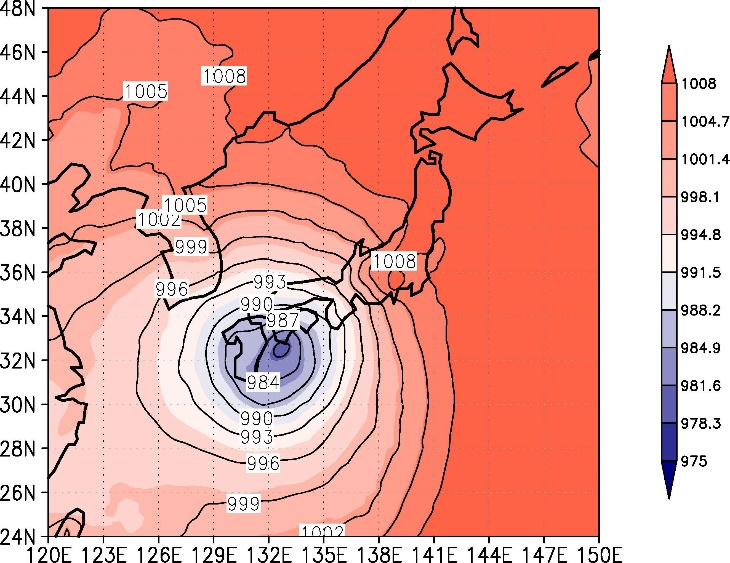 48N
46N
44N
42N
40N
38N
36N
34N
32N
30N
28N
26N
24N
120E 123E 126E 129E 132E 135E 138E 141E 144E 147E 150E
1008
1005
1005
1002
999
996
993
990
987
1008
984
990
993
996
999
1002
1008
1004.7
1001.4
998.1
994.8
991.5
988.2
984.9
981.6
978.3
975